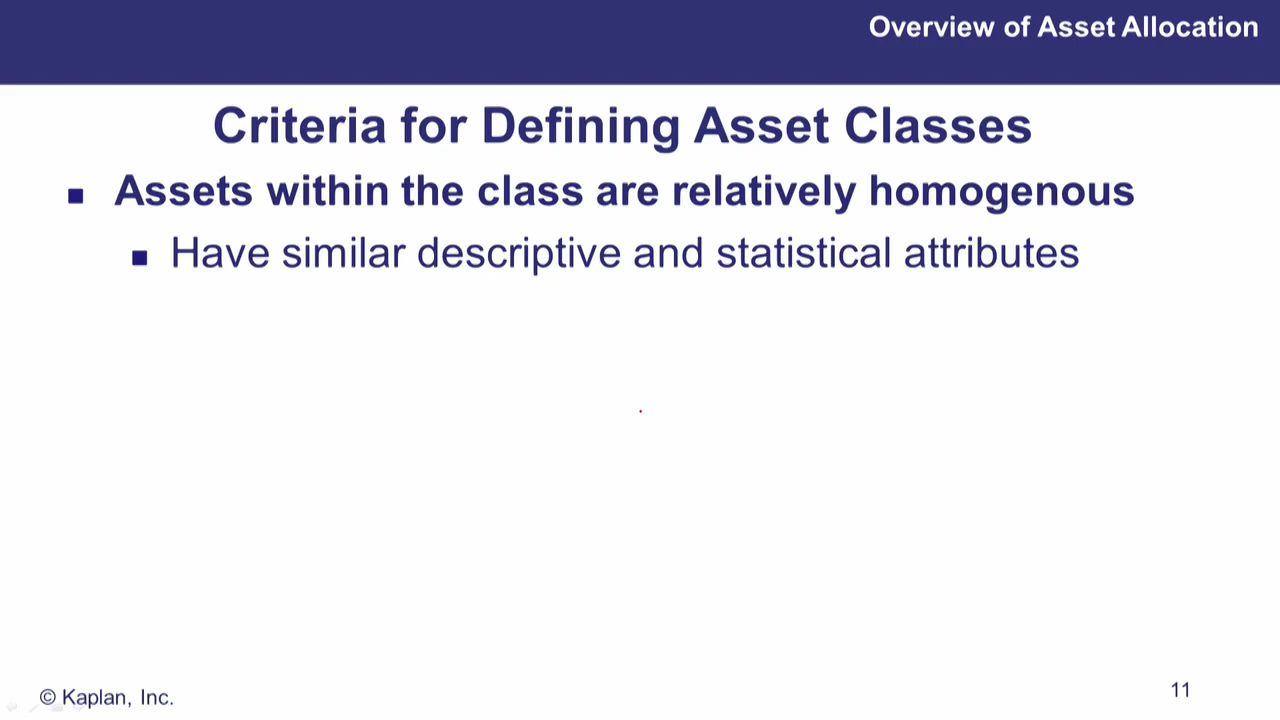 Overview of Asset Allocation
Criteria for Defining Asset Classes
Assets within the class are relatively homogenous
Have similar descriptive and statistical attributes
© Kaplan, Inc.
11